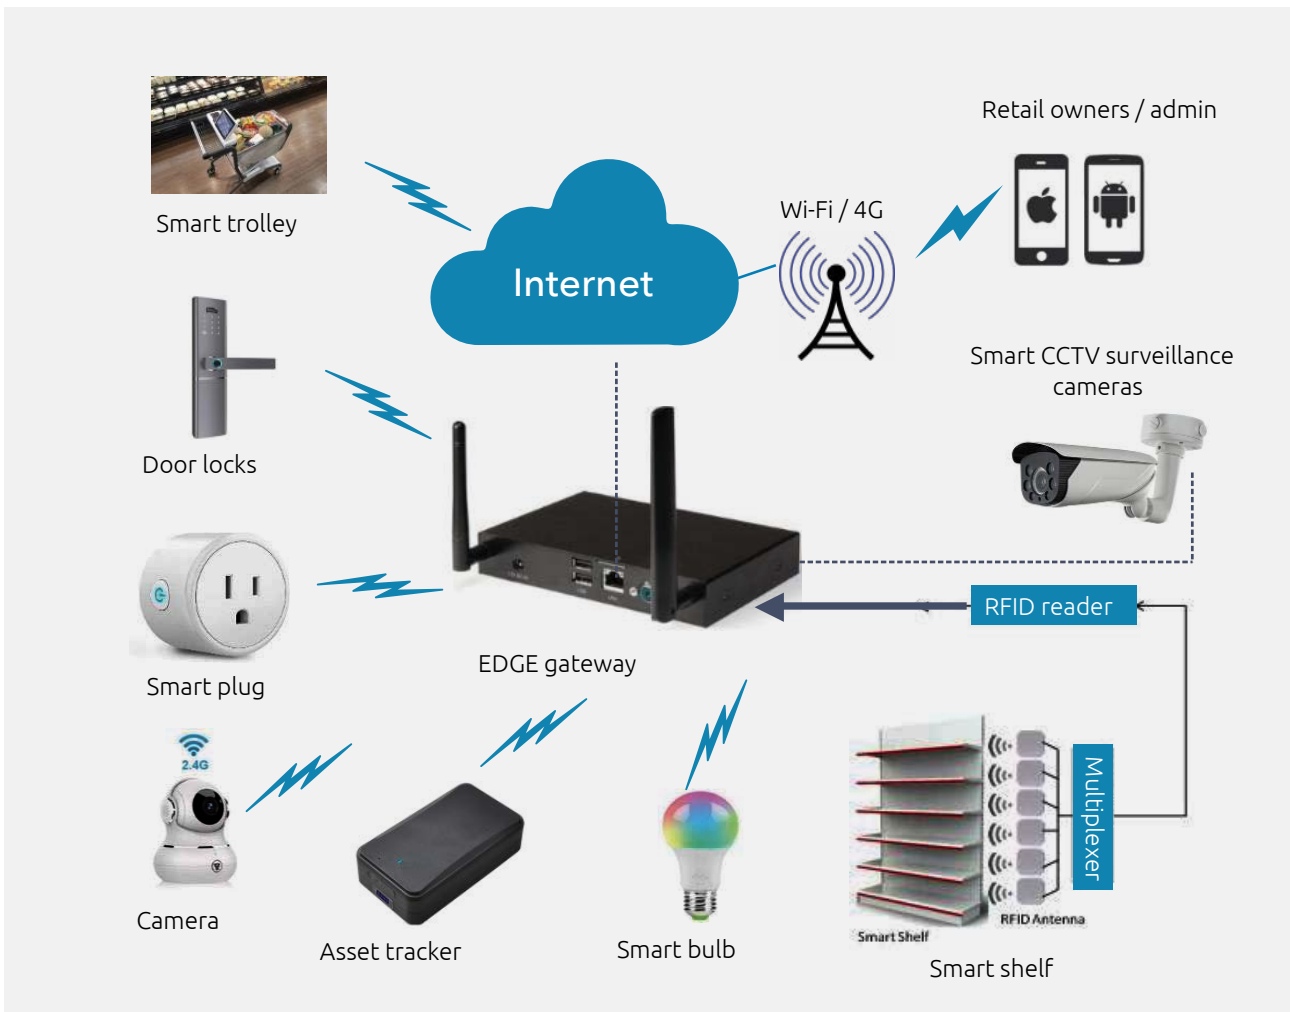 Retail owners / admin
Smart trolley
Wi-Fi / 4G
Internet
Smart CCTV surveillance
cameras
Door locks
RFID reader
EDGE gateway
Smart plug
2.4G
Multiplexer
Camera
Asset tracker
Smart bulb
RFID Antenna
Smart Shelf
Smart shelf